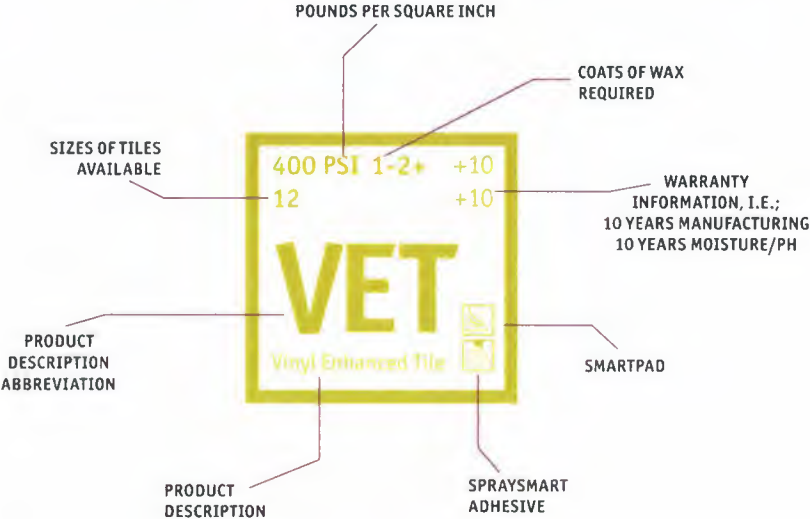 POUNDS PER SQUARE INCH
COATS OF WAX
REQUIRED
SIZES OF TILES
AVAILABLE
400 PSI 1-2+ +10
12 +10
WARRANTY
INFORMATION, I.E.;
10 YEARS MANUFACTURING
10 YEARS MOISTURE/PH
VET
Vinyl Enhanced Tile
PRODUCT
DESCRIPTION
ABBREVIATION
SMARTPAD
PRODUCT
DESCRIPTION
SPRAYSMART
ADHESIVE